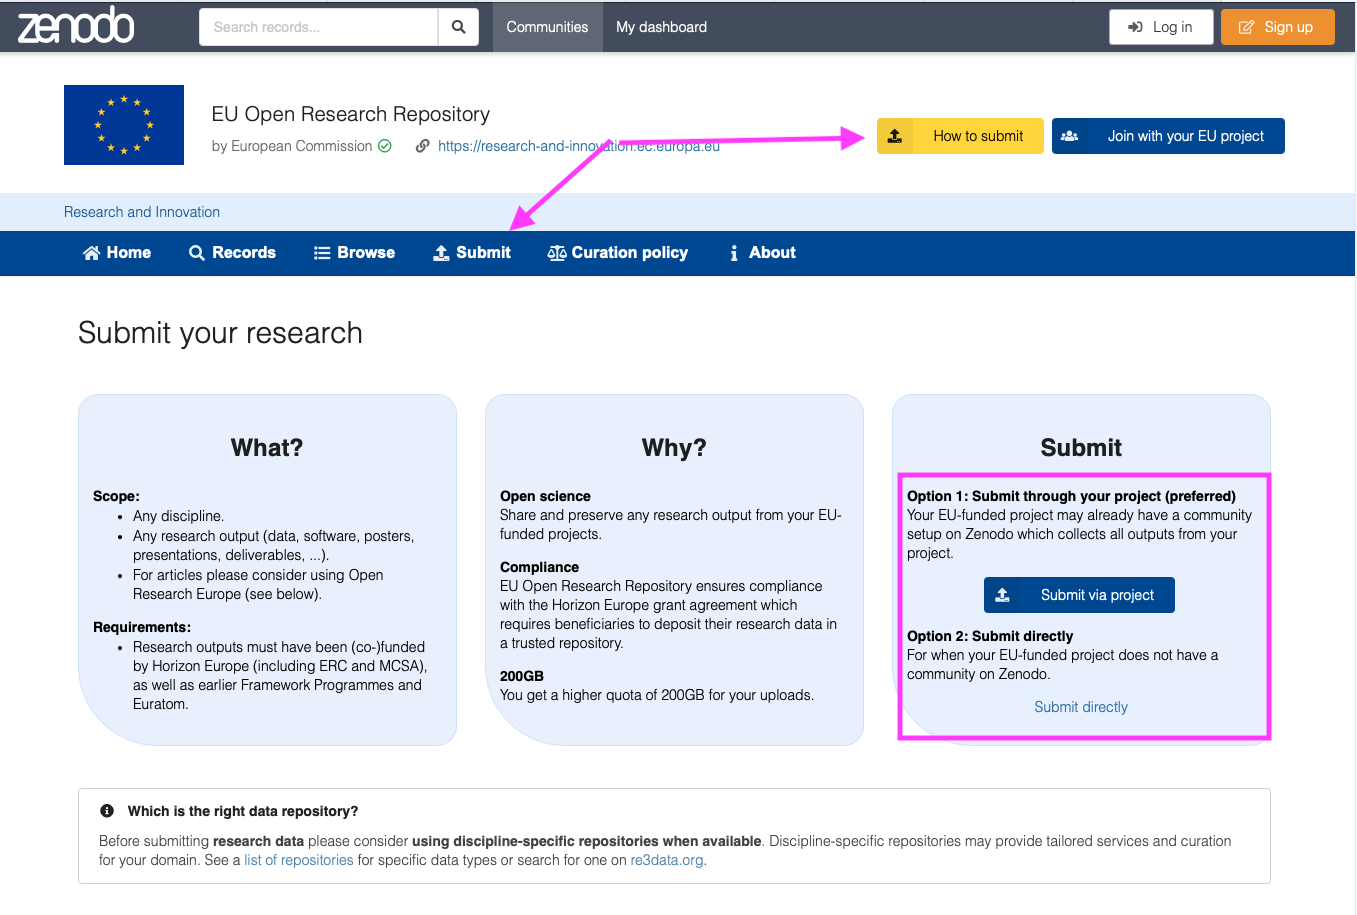 zenodo
Search records...
Communities
My dashboard
Log in
Sign up
EU Open Research Repository
by European Commission
https://research-and-innovation.ec.europa.eu
How to submit
Join with your EU project
Research and Innovation
Home
Records
Browse
Submit
Curation policy
About
Submit your research
What?
Scope:
• Any discipline.
• Any research output (data, software, posters,
presentations, deliverables, ...).
• For articles please consider using Open
Research Europe (see below).
Requirements:
• Research outputs must have been (co-)funded
by Horizon Europe (including ERC and MCSA),
as well as earlier Framework Programmes and
Euratom.
Why?
Open science
Share and preserve any research output from your EU-
funded projects.
Compliance
EU Open Research Repository ensures compliance
with the Horizon Europe grant agreement which
requires beneficiaries to deposit their research data in
a trusted repository.
200GB
You get a higher quota of 200GB for your uploads.
Submit
Option 1: Submit through your project (preferred)
Your EU-funded project may already have a community
setup on Zenodo which collects all outputs from your
project.
Submit via project
Option 2: Submit directly
For when your EU-funded project does not have a
community on Zenodo.
Submit directly
Which is the right data repository?
Before submitting research data please consider using discipline-specific repositories when available. Discipline-specific repositories may provide tailored services and curation
for your domain. See a list of repositories for specific data types or search for one on re3data.org.